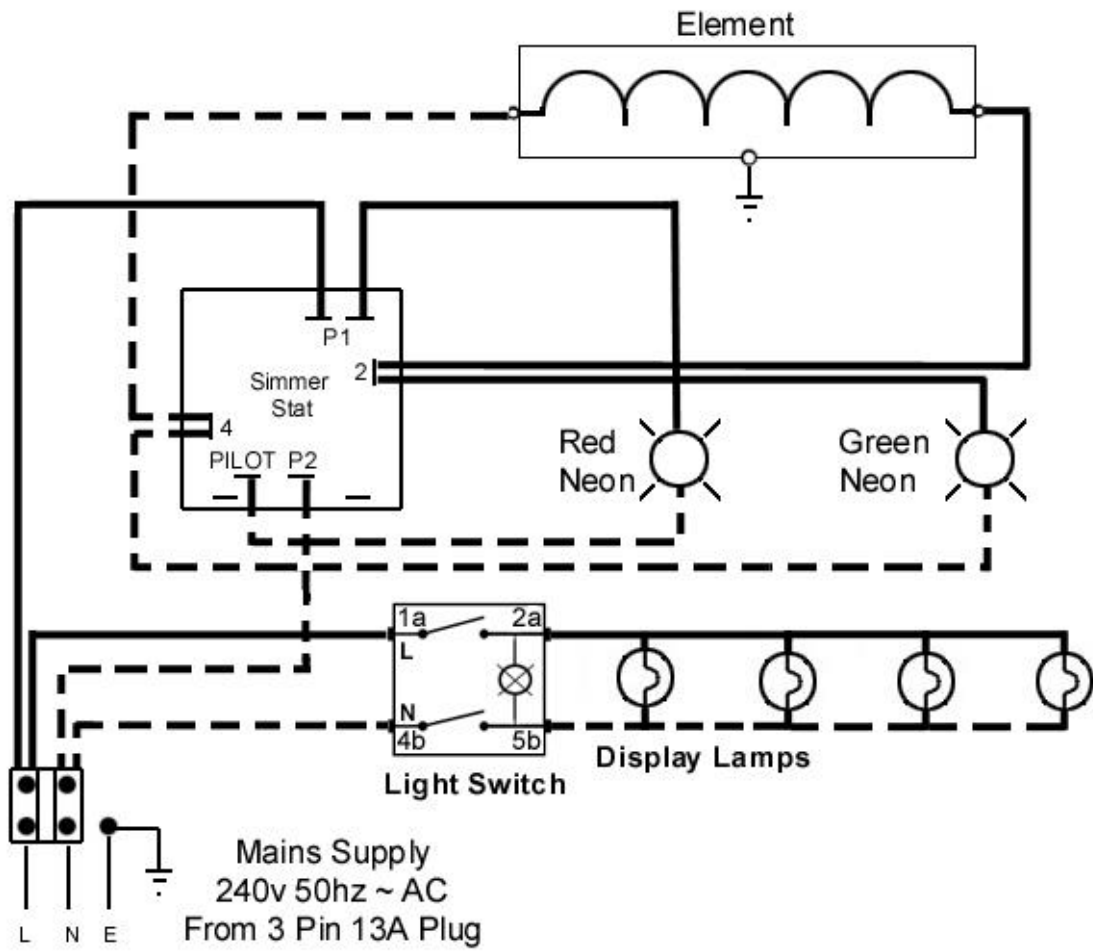 Element
P1
2
Simmer
Stat
4
PILOT P2
Red
Neon
Green
Neon
1a 2a
L
N
4b 5b
Light Switch
Display Lamps
Mains Supply
240v 50hz ~ AC
From 3 Pin 13A Plug
L N E